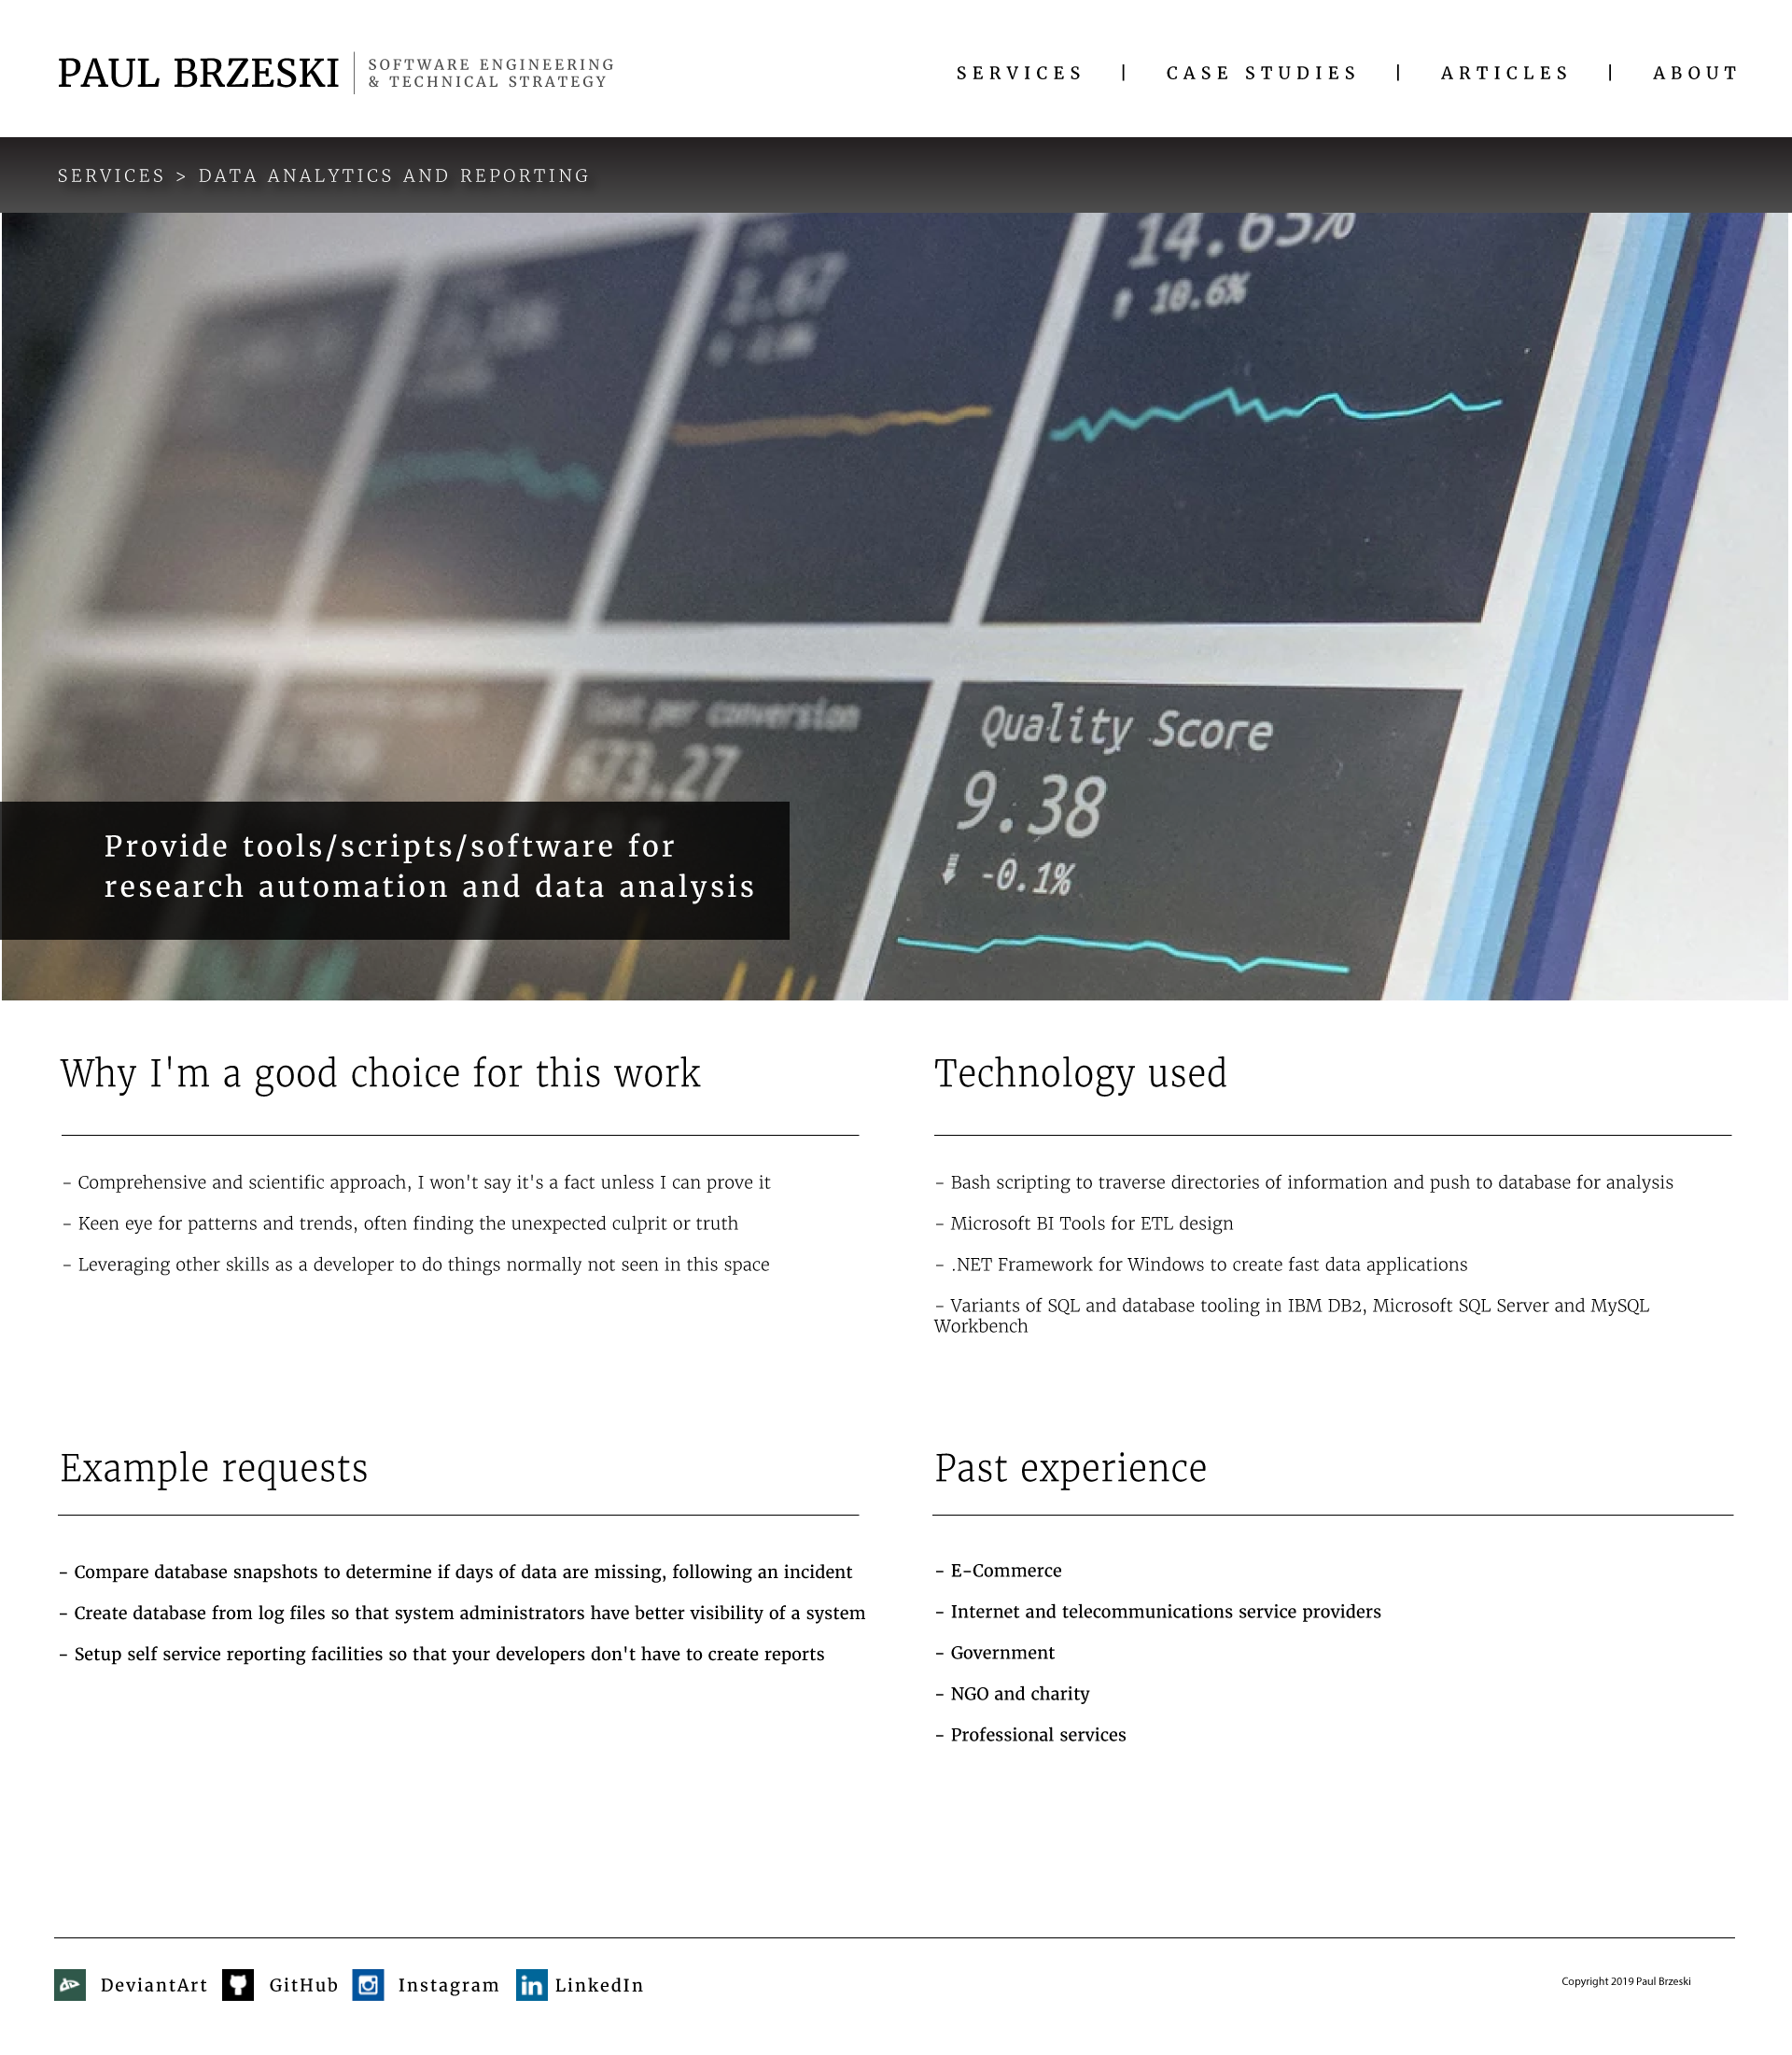 PAUL BRZESKI
SOFTWARE ENGINEERING
& TECHNICAL STRATEGY
SERVICES | CASE STUDIES | ARTICLES | ABOUT
SERVICES > DATA ANALYTICS AND REPORTING
14.65%
10.6%
Cost per conversion
673.27
Quality Score
9.38
-0.1%
Provide tools/scripts/software for
research automation and data analysis
Why I'm a good choice for this work
- Comprehensive and scientific approach, I won't say it's a fact unless I can prove it
- Keen eye for patterns and trends, often finding the unexpected culprit or truth
- Leveraging other skills as a developer to do things normally not seen in this space
Technology used
- Bash scripting to traverse directories of information and push to database for analysis
- Microsoft BI Tools for ETL design
- .NET Framework for Windows to create fast data applications
- Variants of SQL and database tooling in IBM DB2, Microsoft SQL Server and MySQL
Workbench
Example requests
- Compare database snapshots to determine if days of data are missing, following an incident
- Create database from log files so that system administrators have better visibility of a system
- Setup self service reporting facilities so that your developers don't have to create reports
Past experience
- E-Commerce
- Internet and telecommunications service providers
- Government
- NGO and charity
- Professional services
DeviantArt
GitHub
Instagram
in LinkedIn
Copyright 2019 Paul Brzeski